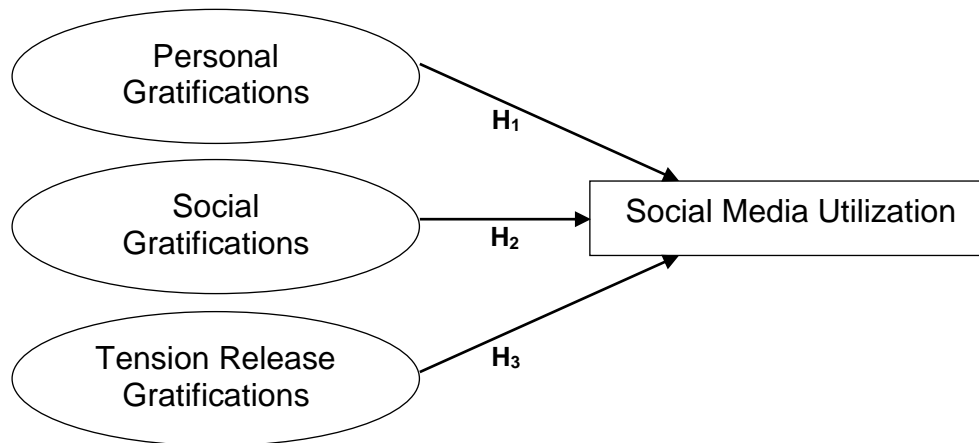 Personal
Gratifications
H₁
Social
Gratifications
H₂
Social Media Utilization
Tension Release
Gratifications
H₃